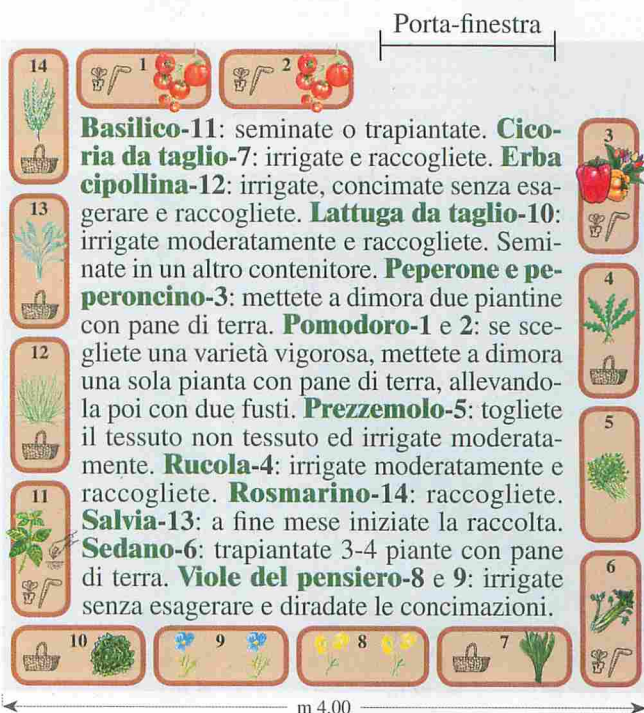 Porta-finestra
14
1
2
Basilico-11: seminate o trapiantate. Cico-
ria da taglio-7: irrigate e raccogliete. Erba
cipollina-12: irrigate, concimate senza esa-
gerare e raccogliete. Lattuga da taglio-10:
irrigate moderatamente e raccogliete. Semi-
nate in un altro contenitore. Peperone e pe-
peroncino-3: mettete a dimora due piantine
con pane di terra. Pomodoro-1 e 2: se sce-
gliete una varietà vigorosa, mettete a dimora
una sola pianta con pane di terra, allevando-
la poi con due fusti. Prezzemolo-5: togliete
il tessuto non tessuto ed irrigate moderata-
mente. Rucola-4: irrigate moderatamente e
raccogliete. Rosmarino-14: raccogliete.
Salvia-13: a fine mese iniziate la raccolta.
Sedano-6: trapiantate 3-4 piante con pane
di terra. Viole del pensiero-8 e 9: irrigate
senza esagerare e diradate le concimazioni.
3
13
4
12
5
11
6
10
9
8
7
m 4,00